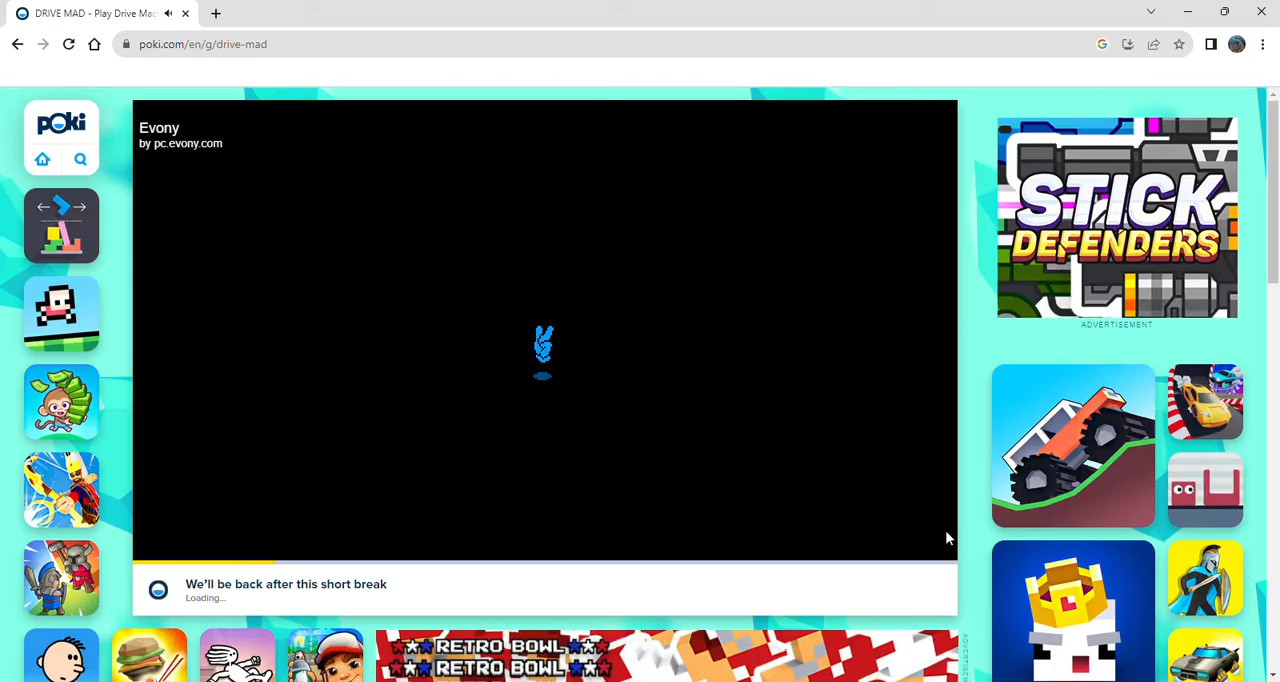 DRIVE MAD - Play Drive Mad
poki.com/en/g/drive-mad
poki
Evony
by pc.evony.com
STICK
DEFENDERS
ADVERTISEMENT
We'll be back after this short break
Loading...
RETRO BOWL
RETRO BOWL
ADVERTISEM